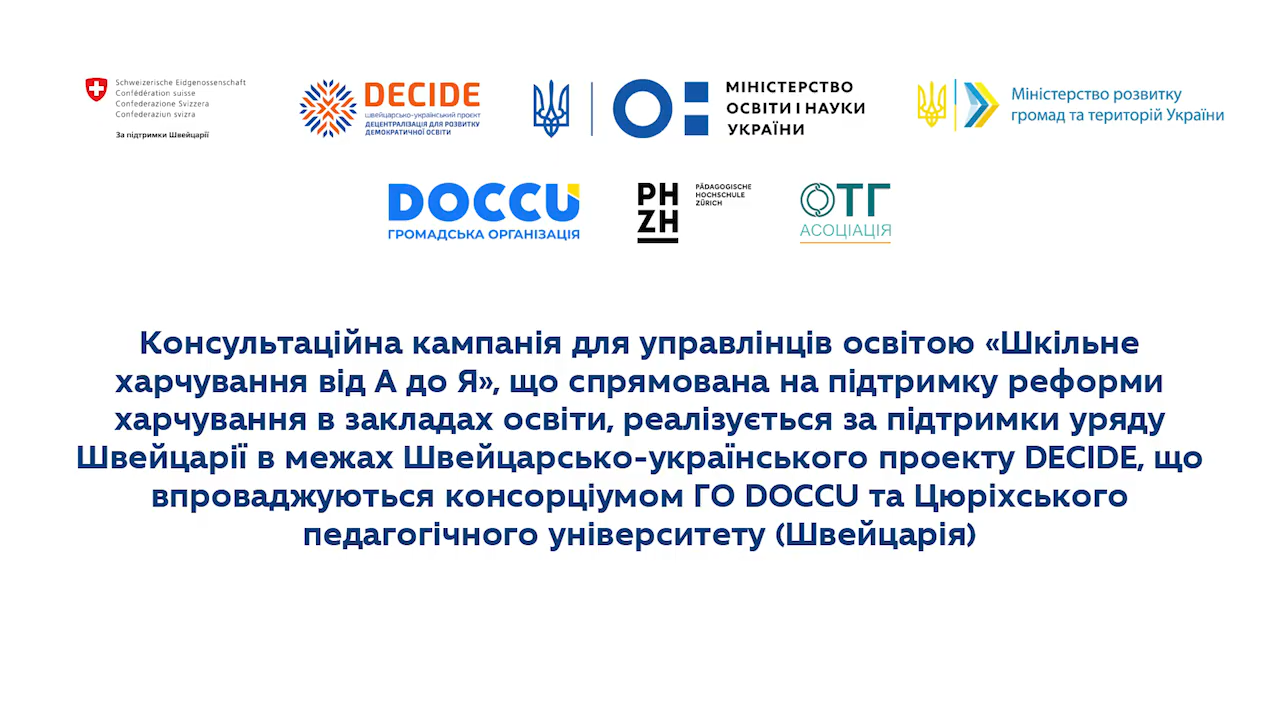 Schweizerische Eidgenossenschaft
Confédération suisse
Confederazione Svizzera
Confederaziun svizra
За підтримки Швейцарії
DECIDE
ШВЕЙЦАРСЬКО-УКРАЇНСЬКИЙ ПРОЄКТ
ДЕЦЕНТРАЛІЗАЦІЯ ДЛЯ РОЗВИТКУ
ДЕМОКРАТИЧНОЇ ОСВІТИ
МІНІСТЕРСТВО
ОСВІТИ І НАУКИ
УКРАЇНИ
Міністерство розвитку
громад та територій України
DOCCU
ГРОМАДСЬКА ОРГАНІЗАЦІЯ
PH
ZH
PÄDAGOGISCHE
HOCHSCHULE
ZÜRICH
ОТГ
АСОЦІАЦІЯ
Консультаційна кампанія для управлінців освітою «Шкільне
харчування від А до Я», що спрямована на підтримку реформи
харчування в закладах освіти, реалізується за підтримки уряду
Швейцарії в межах Швейцарсько-українського проекту DECIDE, що
впроваджуються консорціумом ГО DOCCU та Цюріхського
педагогічного університету (Швейцарія)